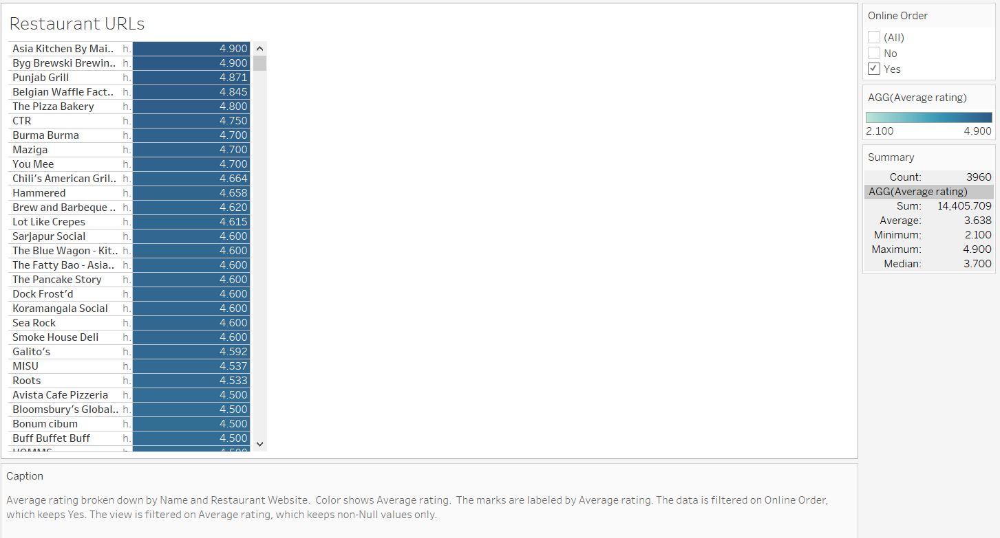 Restaurant URLs
Asia Kitchen By Mai.. h. 4.900
Byg Brewski Brewin.. h. 4.900
Punjab Grill h. 4.871
Belgian Waffle Fact.. h. 4.845
The Pizza Bakery h. 4.800
CTR h. 4.750
Burma Burma h. 4.700
Maziga h. 4.700
You Mee h. 4.700
Chili's American Gril.. h. 4.664
Hammered h. 4.658
Brew and Barbeque .. h. 4.620
Lot Like Crepes h. 4.615
Sarjapur Social h. 4.600
The Blue Wagon - Kit.. h. 4.600
The Fatty Bao - Asia.. h. 4.600
The Pancake Story h. 4.600
Dock Frost'd h. 4.600
Koramangala Social h. 4.600
Sea Rock h. 4.600
Smoke House Deli h. 4.600
Galito's h. 4.592
MISU h. 4.537
Roots h. 4.533
Avista Cafe Pizzeria h. 4.500
Bloomsbury's Global.. h. 4.500
Bonum cibum h. 4.500
Buff Buffet Buff h. 4.500
Online Order
(All)
No
Yes
AGG(Average rating)
2.100 4.900
Summary
Count: 3960
AGG(Average rating)
Sum: 14,405.709
Average: 3.638
Minimum: 2.100
Maximum: 4.900
Median: 3.700
Caption
Average rating broken down by Name and Restaurant Website. Color shows Average rating. The marks are labeled by Average rating. The data is filtered on Online Order,
which keeps Yes. The view is filtered on Average rating, which keeps non-Null values only.